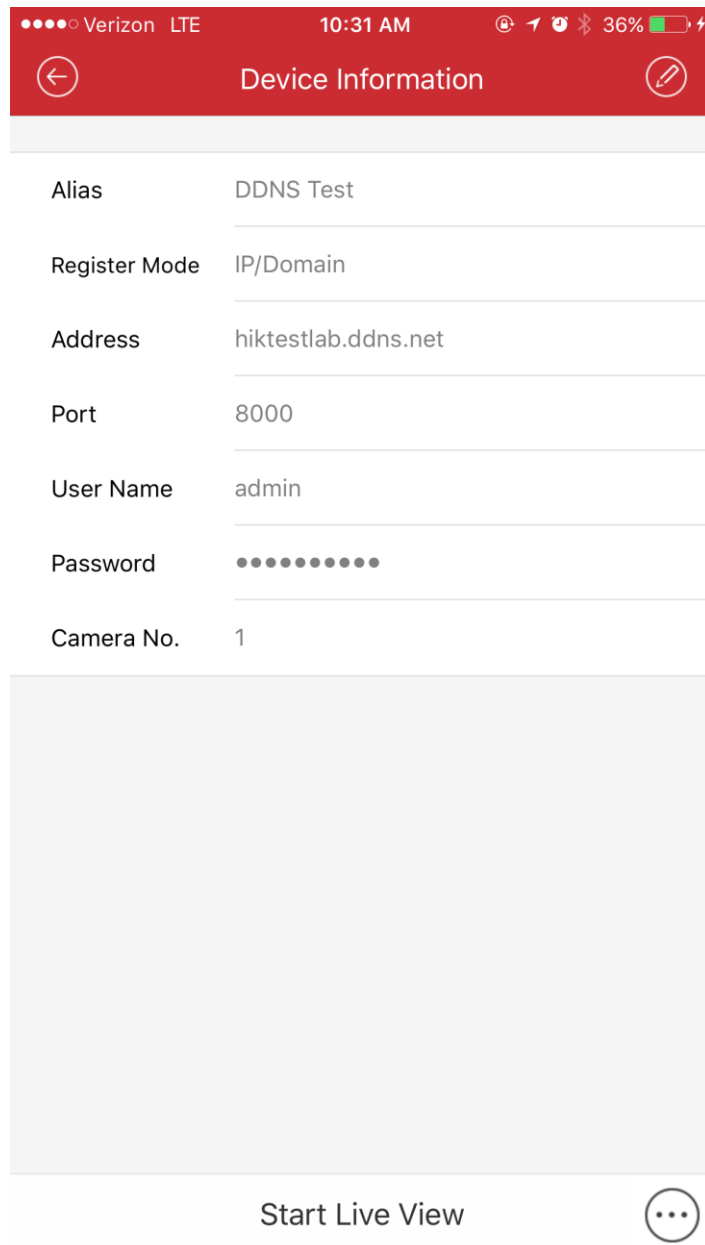 Verizon LTE 10:31 AM 36%
Device Information
Alias DDNS Test
Register Mode IP/Domain
Address hiktestlab.ddns.net
Port 8000
User Name admin
Password ••••••••••
Camera No. 1
Start Live View